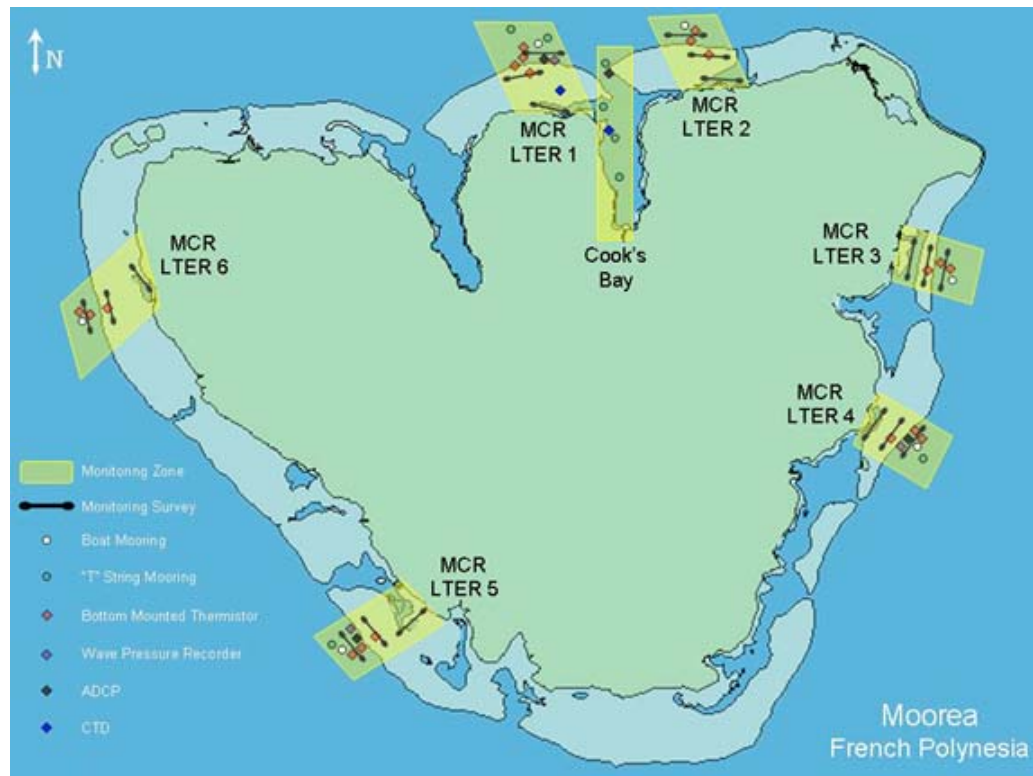 N
MCR
LTER 1
MCR
LTER 2
Cook's
Bay
MCR
LTER 3
MCR
LTER 6
MCR
LTER 4
MCR
LTER 5
Monitoring Zone
Monitoring Survey
Boat Mooring
"T" String Mooring
Bottom Mounted Thermistor
Wave Pressure Recorder
ADCP
CTD
Moorea
French Polynesia